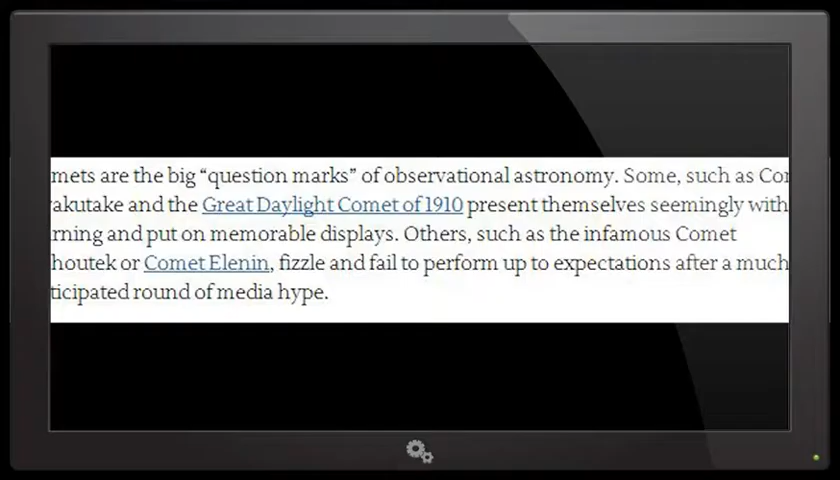 mets are the big “question marks” of observational astronomy. Some, such as Com
akutake and the Great Daylight Comet of 1910 present themselves seemingly with
rning and put on memorable displays. Others, such as the infamous Comet
houtek or Comet Elenin, fizzle and fail to perform up to expectations after a much
ticipated round of media hype.